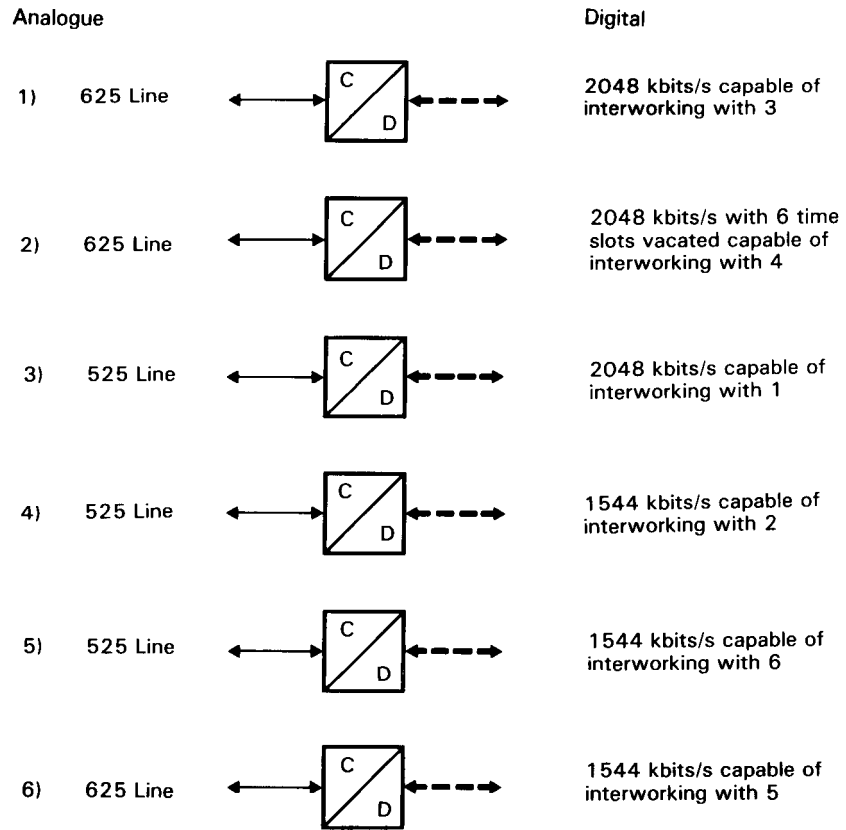 Analogue Digital
1) 625 Line C D 2048 kbits/s capable of
interworking with 3
2) 625 Line C D 2048 kbits/s with 6 time
slots vacated capable of
interworking with 4
3) 525 Line C D 2048 kbits/s capable of
interworking with 1
4) 525 Line C D 1544 kbits/s capable of
interworking with 2
5) 525 Line C D 1544 kbits/s capable of
interworking with 6
6) 625 Line C D 1544 kbits/s capable of
interworking with 5